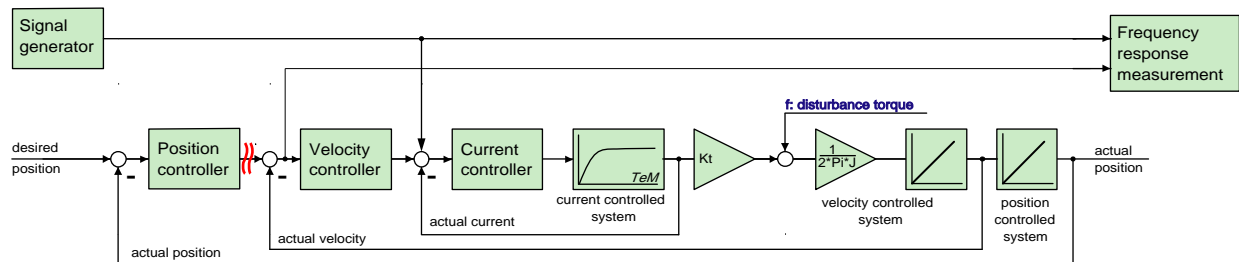 Signal
generator
Frequency
response
measurement
f: disturbance torque
desired
position
Position
controller
Velocity
controller
Current
controller
TeM
current controlled
system
Kt
1
2*Pi*J
velocity controlled
system
position
controlled
system
actual
position
actual current
actual velocity
actual position